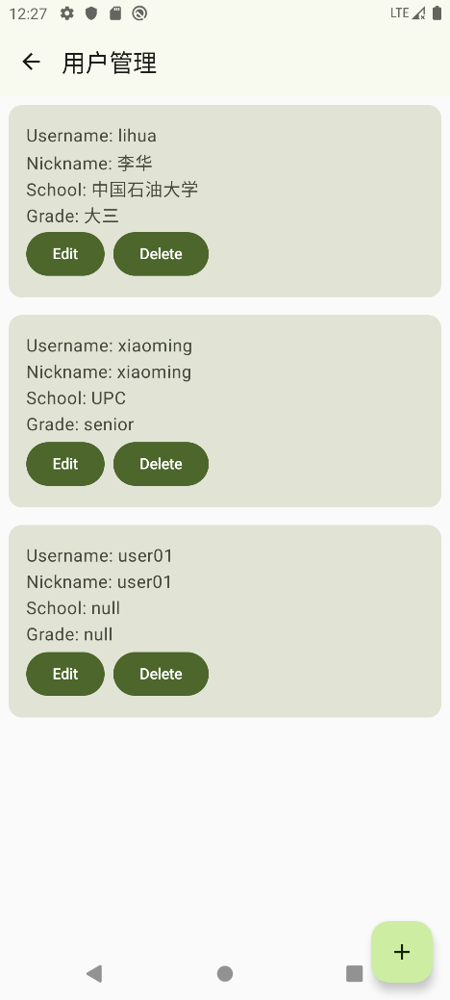 12:27
LTE
用户管理
Username: lihua
Nickname: 李华
School: 中国石油大学
Grade: 大三
Edit
Delete
Username: xiaoming
Nickname: xiaoming
School: UPC
Grade: senior
Edit
Delete
Username: user01
Nickname: user01
School: null
Grade: null
Edit
Delete